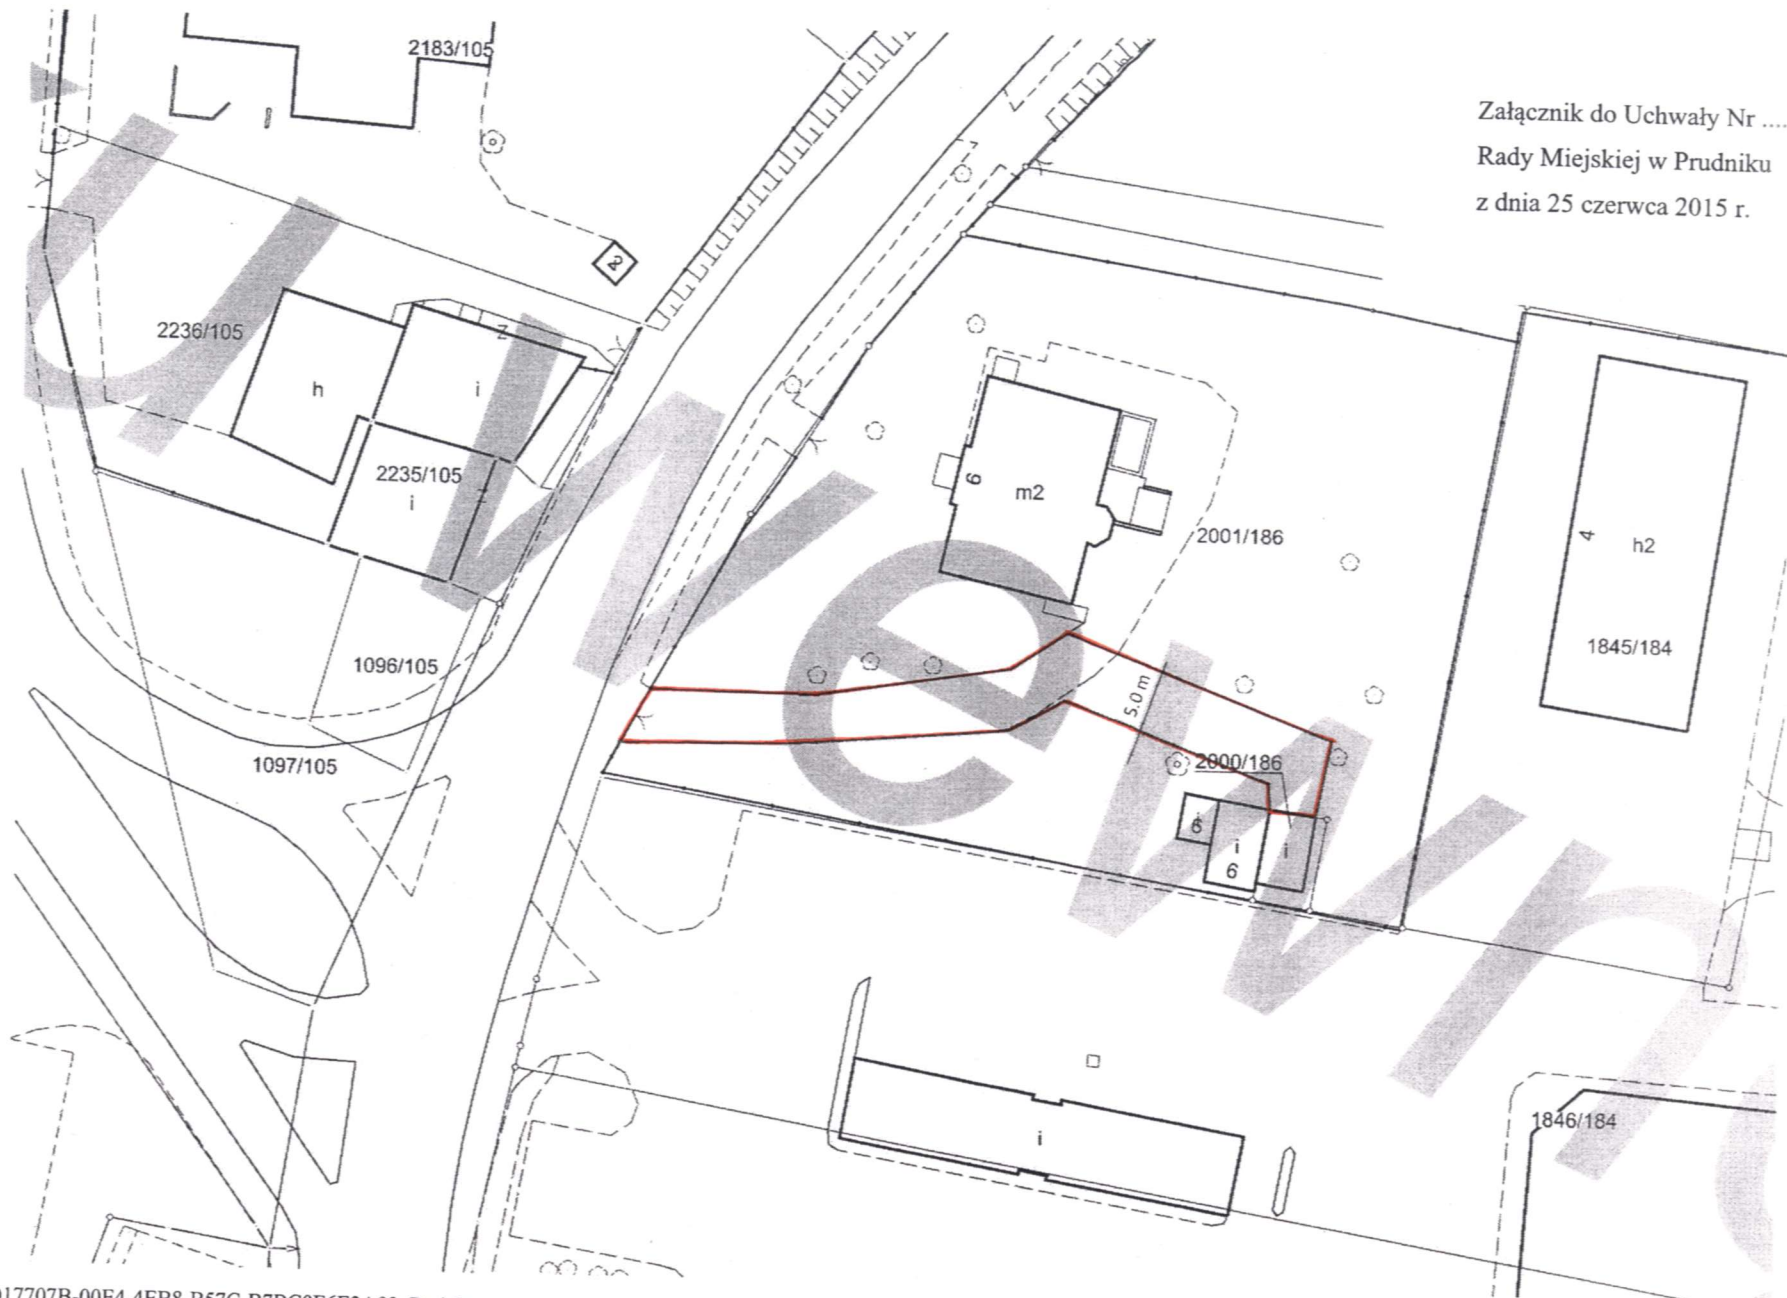 2183/105
Załącznik do Uchwały Nr ....
Rady Miejskiej w Prudniku
z dnia 25 czerwca 2015 r.
2
2236/105
z
h
i
2235/105
i
6
m2
2001/186
4
h2
1845/184
1096/105
5.0 m
1097/105
2000/186
i
6
i
6
i
1846/184
i